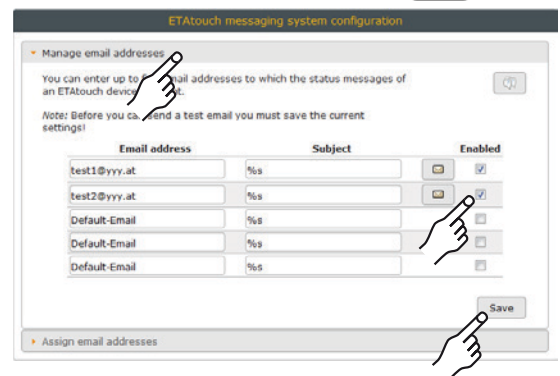 ETAtouch messaging system configuration
Manage email addresses
You can enter up to email addresses to which the status messages of
an ETAtouch device
Note: Before you can send a test email you must save the current
settings!
Email address Subject Enabled
test1@yyy.at %s
test2@yyy.at %s
Default-Email %s
Default-Email %s
Default-Email %s
Save
Assign email addresses